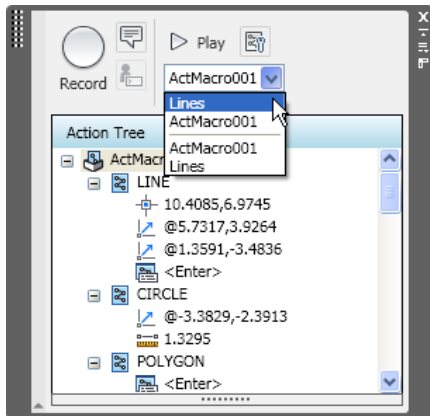 Play
Record
ActMacro001
Lines
ActMacro001
ActMacro001
Lines
Action Tree
ActMacr
LINE
10.4085,6.9745
@5.7317,3.9264
@1.3591,-3.4836
<Enter>
CIRCLE
@-3.3829,-2.3913
1.3295
POLYGON
<Enter>